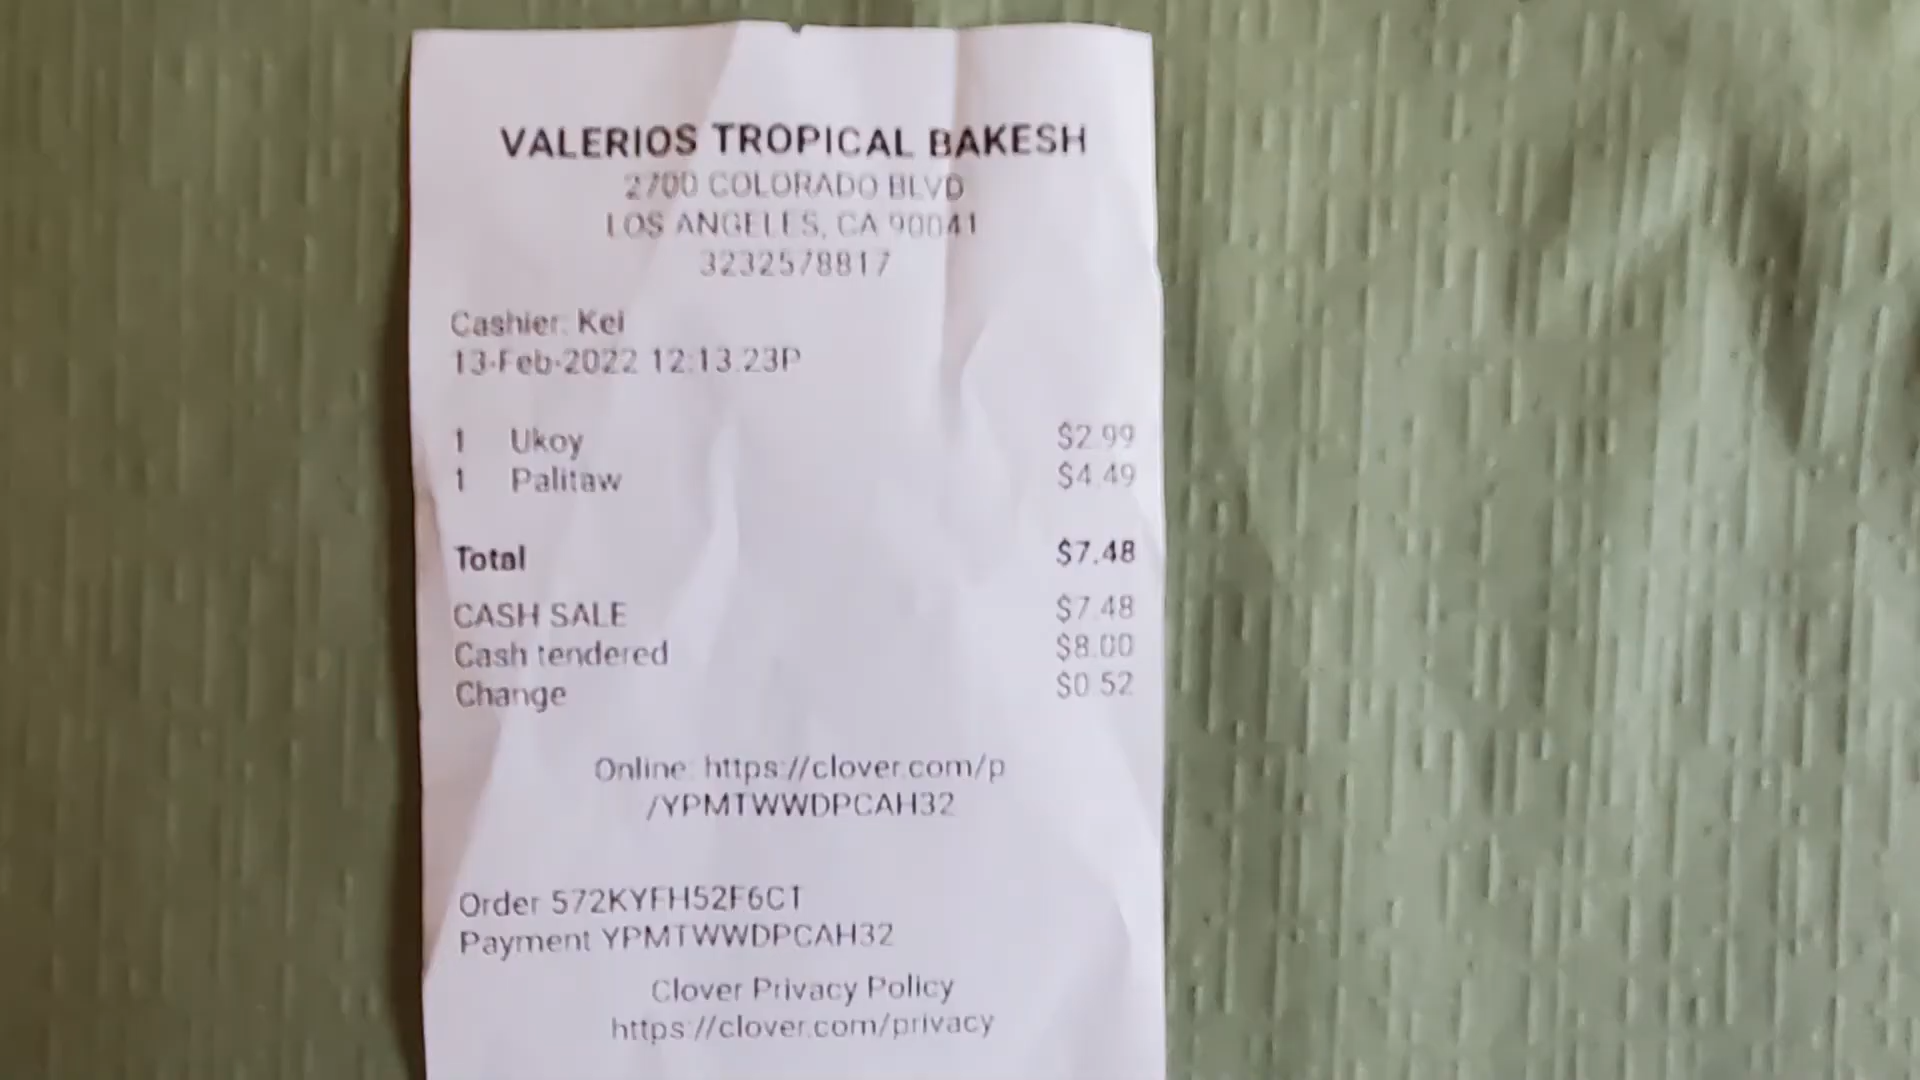 VALERIOS TROPICAL BAKESH
2700 COLORADO BLVD
LOS ANGELES, CA 90041
3232578817
Cashier: Kei
13-Feb-2022 12:13:23P
1 Ukoy $2.99
1 Palitaw $4.49
Total $7.48
CASH SALE $7.48
Cash tendered $8.00
Change $0.52
Online: https://clover.com/p
/YPMTWWDPCAH32
Order 572KYFH52F6CT
Payment YPMTWWDPCAH32
Clover Privacy Policy
https://clover.com/privacy